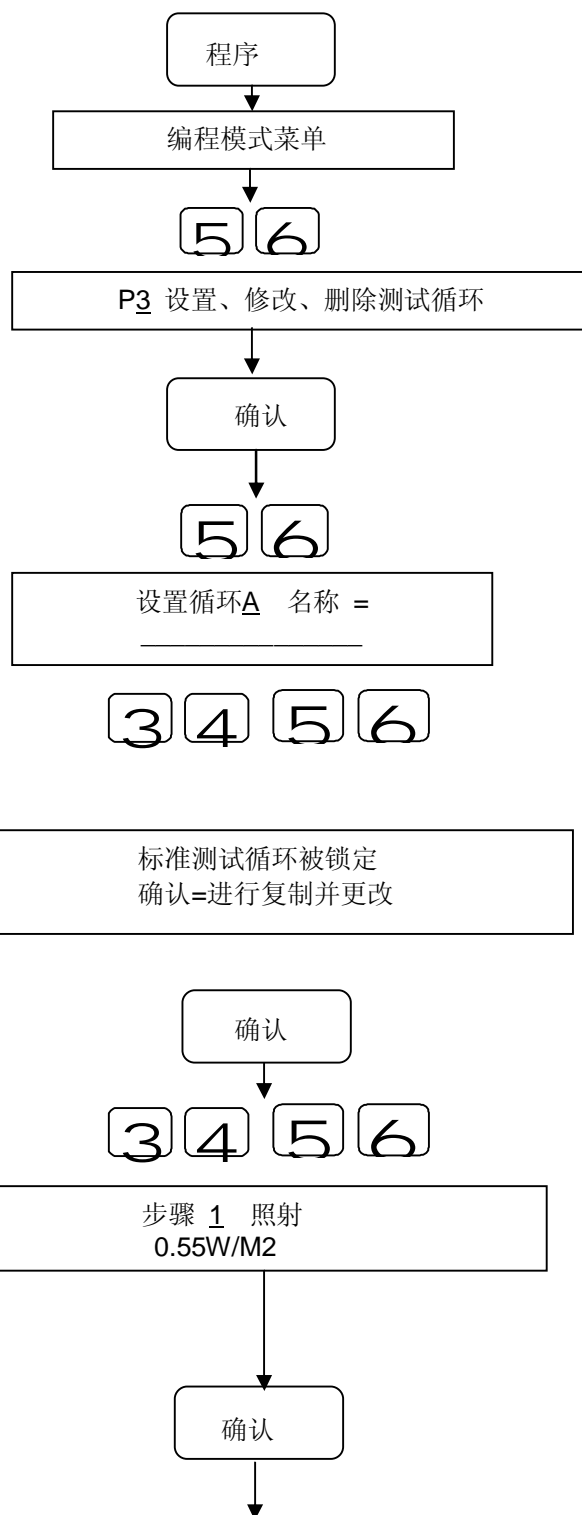 程序
编程模式菜单
5 6
P3 设置、修改、删除测试循环
确认
5 6
设置循环A 名称 =
_______________
3 4 5 6
标准测试循环被锁定
确认=进行复制并更改
确认
3 4 5 6
步骤 1 照射
0.55W/M2
确认